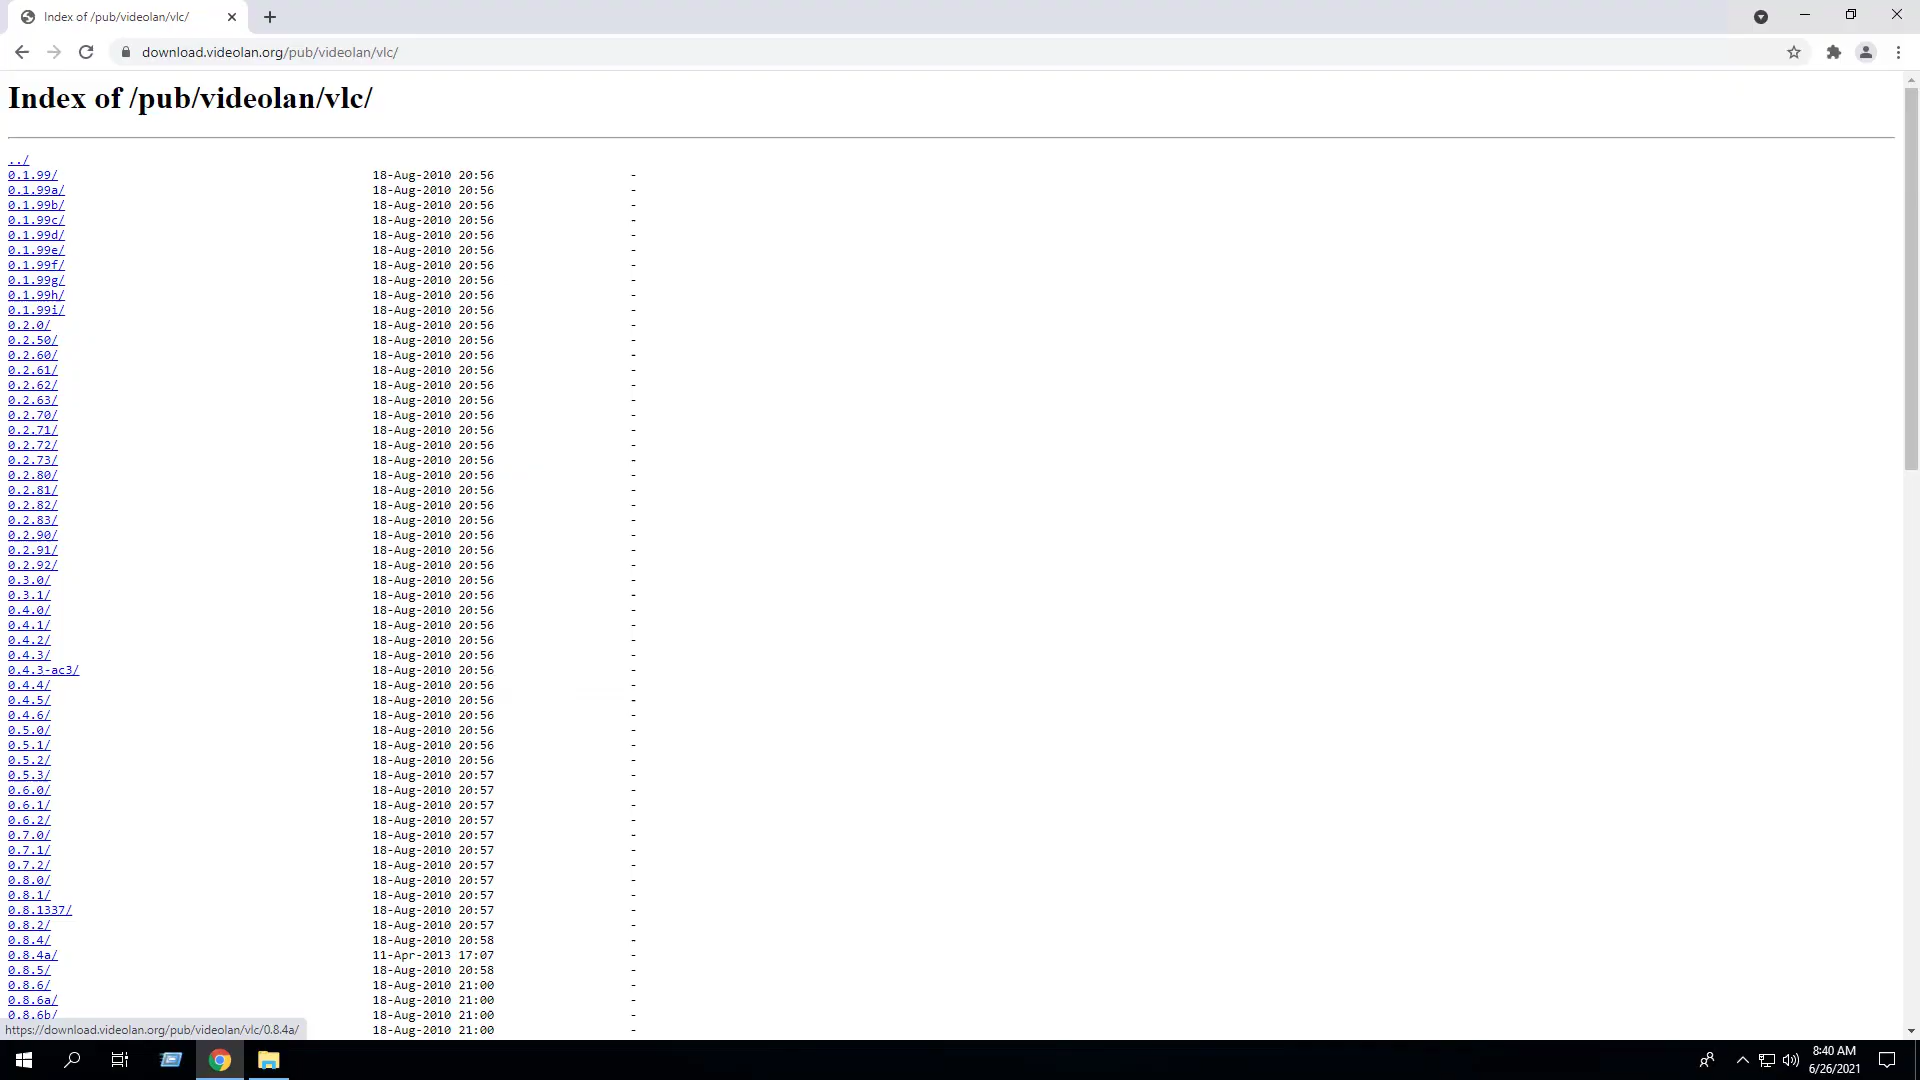 Index of /pub/videolan/vlc/
download.videolan.org/pub/videolan/vlc/
Index of /pub/videolan/vlc/
../
0.1.99/ 18-Aug-2010 20:56 -
0.1.99a/ 18-Aug-2010 20:56 -
0.1.99b/ 18-Aug-2010 20:56 -
0.1.99c/ 18-Aug-2010 20:56 -
0.1.99d/ 18-Aug-2010 20:56 -
0.1.99e/ 18-Aug-2010 20:56 -
0.1.99f/ 18-Aug-2010 20:56 -
0.1.99g/ 18-Aug-2010 20:56 -
0.1.99h/ 18-Aug-2010 20:56 -
0.1.99i/ 18-Aug-2010 20:56 -
0.2.0/ 18-Aug-2010 20:56 -
0.2.50/ 18-Aug-2010 20:56 -
0.2.60/ 18-Aug-2010 20:56 -
0.2.61/ 18-Aug-2010 20:56 -
0.2.62/ 18-Aug-2010 20:56 -
0.2.63/ 18-Aug-2010 20:56 -
0.2.70/ 18-Aug-2010 20:56 -
0.2.71/ 18-Aug-2010 20:56 -
0.2.72/ 18-Aug-2010 20:56 -
0.2.73/ 18-Aug-2010 20:56 -
0.2.80/ 18-Aug-2010 20:56 -
0.2.81/ 18-Aug-2010 20:56 -
0.2.82/ 18-Aug-2010 20:56 -
0.2.83/ 18-Aug-2010 20:56 -
0.2.90/ 18-Aug-2010 20:56 -
0.2.91/ 18-Aug-2010 20:56 -
0.2.92/ 18-Aug-2010 20:56 -
0.3.0/ 18-Aug-2010 20:56 -
0.3.1/ 18-Aug-2010 20:56 -
0.4.0/ 18-Aug-2010 20:56 -
0.4.1/ 18-Aug-2010 20:56 -
0.4.2/ 18-Aug-2010 20:56 -
0.4.3/ 18-Aug-2010 20:56 -
0.4.3-ac3/ 18-Aug-2010 20:56 -
0.4.4/ 18-Aug-2010 20:56 -
0.4.5/ 18-Aug-2010 20:56 -
0.4.6/ 18-Aug-2010 20:56 -
0.5.0/ 18-Aug-2010 20:56 -
0.5.1/ 18-Aug-2010 20:56 -
0.5.2/ 18-Aug-2010 20:56 -
0.5.3/ 18-Aug-2010 20:57 -
0.6.0/ 18-Aug-2010 20:57 -
0.6.1/ 18-Aug-2010 20:57 -
0.6.2/ 18-Aug-2010 20:57 -
0.7.0/ 18-Aug-2010 20:57 -
0.7.1/ 18-Aug-2010 20:57 -
0.7.2/ 18-Aug-2010 20:57 -
0.8.0/ 18-Aug-2010 20:57 -
0.8.1/ 18-Aug-2010 20:57 -
0.8.1337/ 18-Aug-2010 20:57 -
0.8.2/ 18-Aug-2010 20:57 -
0.8.4/ 18-Aug-2010 20:58 -
0.8.4a/ 11-Apr-2013 17:07 -
0.8.5/ 18-Aug-2010 20:58 -
0.8.6/ 18-Aug-2010 21:00 -
0.8.6a/ 18-Aug-2010 21:00 -
0.8.6b/ 18-Aug-2010 21:00 -
https://download.videolan.org/pub/videolan/vlc/0.8.4a/ 18-Aug-2010 21:00 -
8:40 AM
6/26/2021